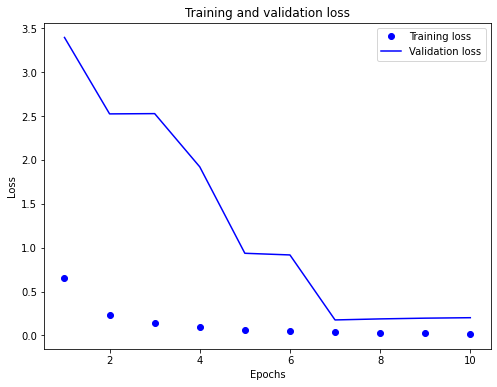 Training and validation loss
Training loss
Validation loss
3.5
3.0
2.5
2.0
1.5
1.0
0.5
0.0
Loss
2
4
6
8
10
Epochs